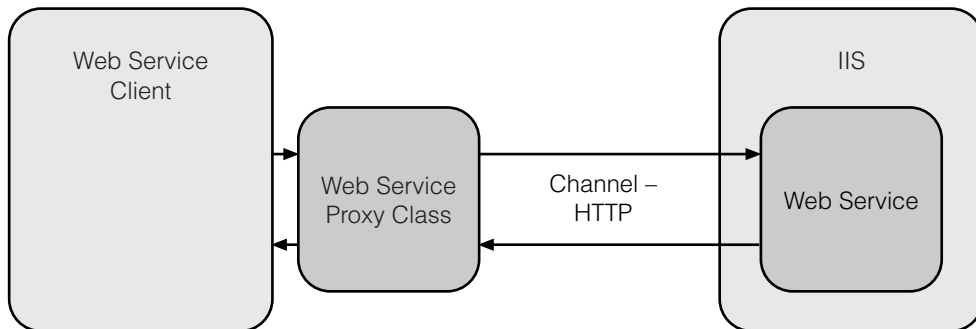 Web Service
Client
IIS
Web Service
Proxy Class
Channel –
HTTP
Web Service